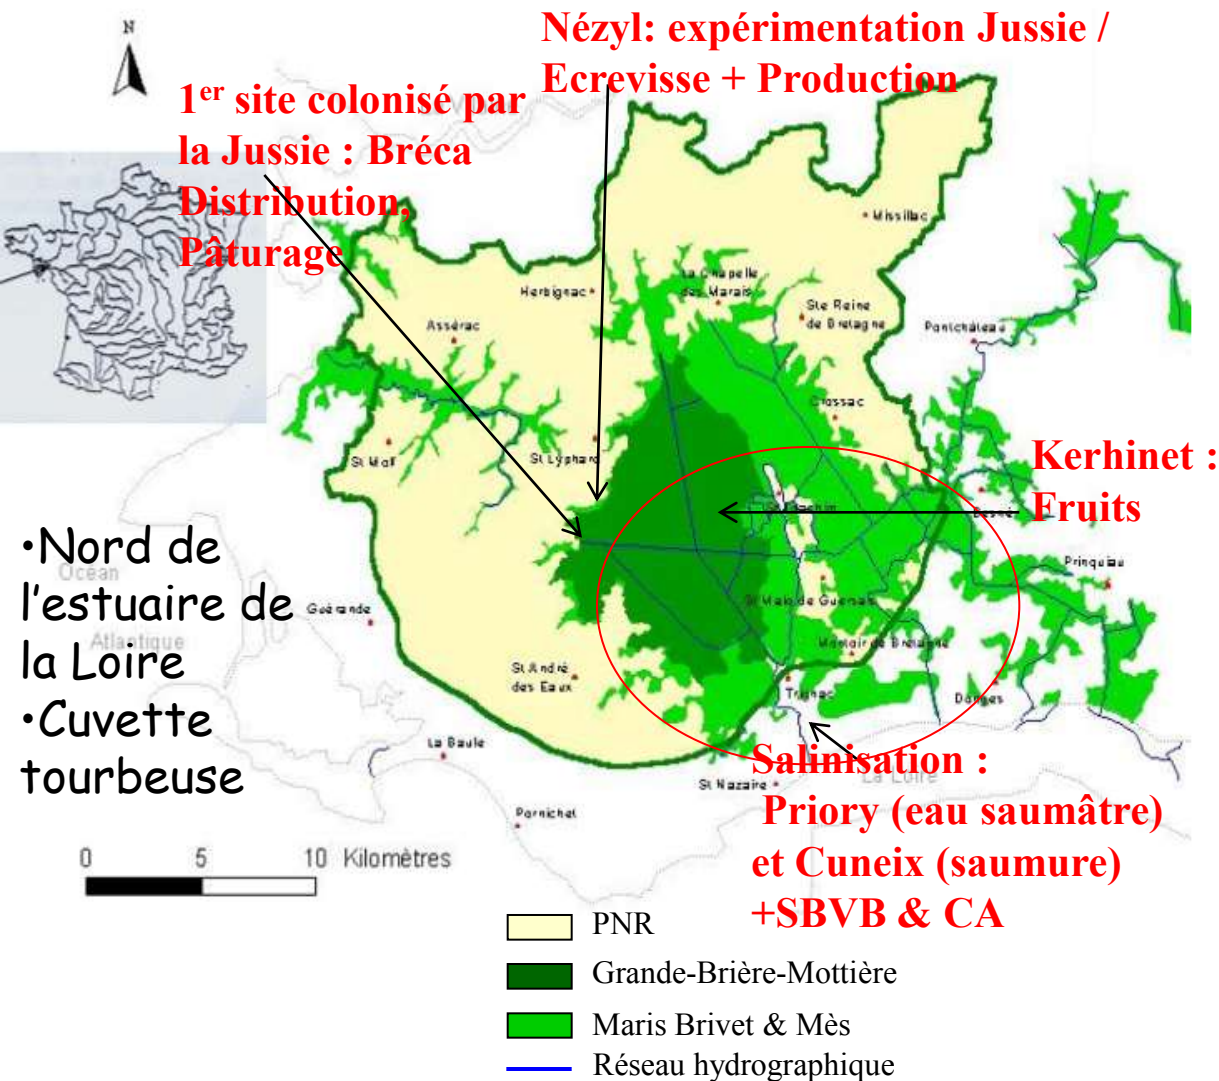 N
Nézyl: expérimentation Jussie /
Ecrevisse + Production
1er site colonisé par
la Jussie : Bréca
Distribution,
Pâturage
Missillac
La Chapelle
des Marais
Herbignac
Ste Reine
de Bretagne
Pontchâteau
Assérac
Crossac
St Molf
St Lyphard
Kerhinet :
Fruits
•Nord de
l'estuaire de
la Loire
•Cuvette
tourbeuse
Océan
Atlantique
Guérande
Prinquiau
St Malo de Guersac
Montoir de Bretagne
St André
des Eaux
Trignac
Donges
La Baule
St Nazaire
La Loire
Pornichet
Salinisation :
Priory (eau saumâtre)
et Cuneix (saumure)
+SBVB & CA
0 5 10 Kilomètres
PNR
Grande-Brière-Mottière
Maris Brivet & Mès
Réseau hydrographique